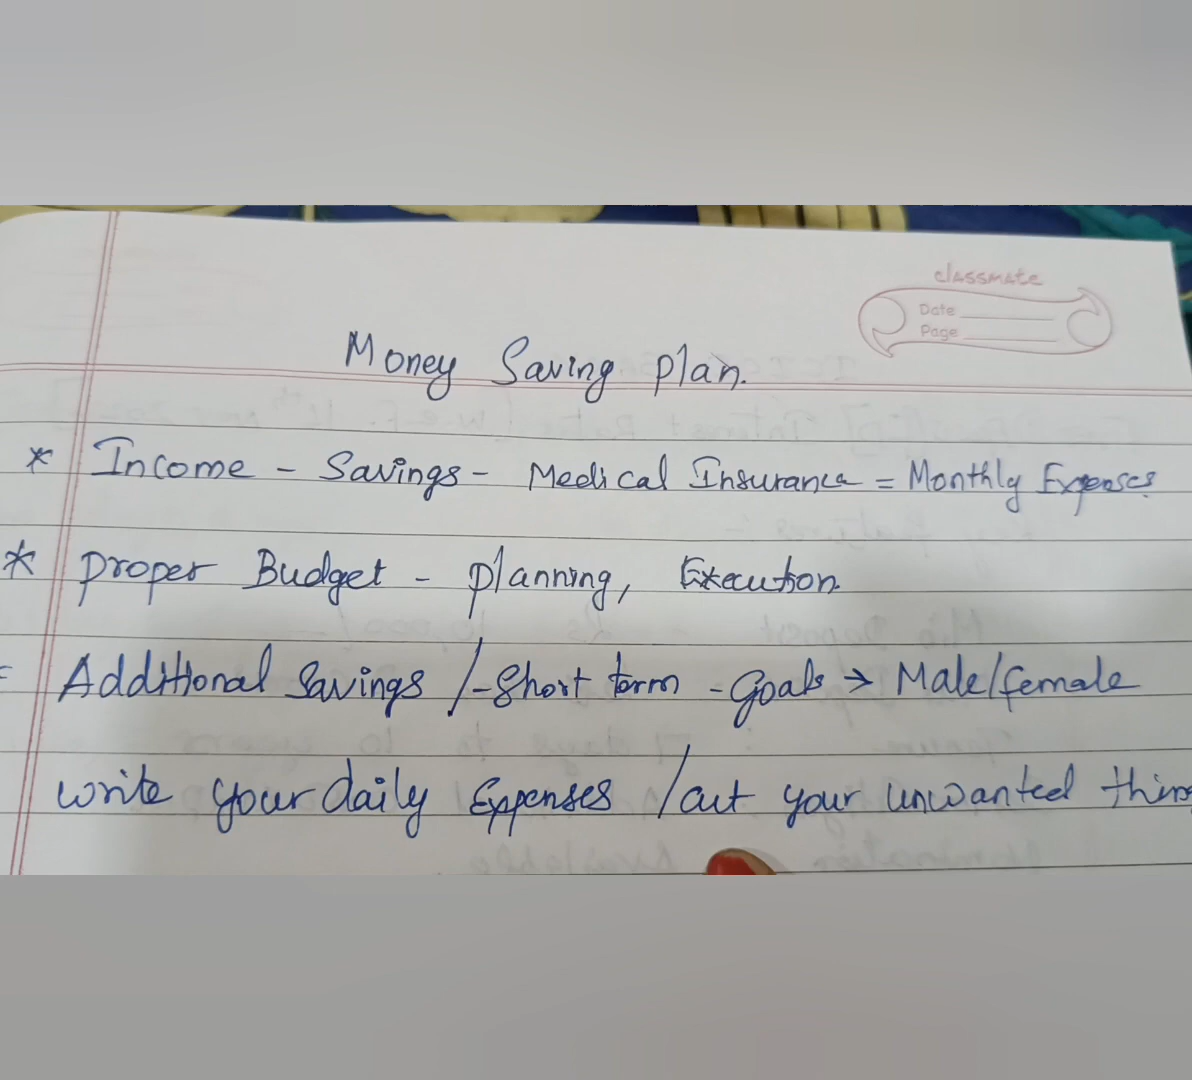 classmate
Date
Page
Money Saving plan.
* Income - Savings - Medical Insurance = Monthly Expenses
* proper Budget - planning, Execution
Additional Savings / - Short term - Goals → Male/female
write your daily Expenses / cut your unwanted